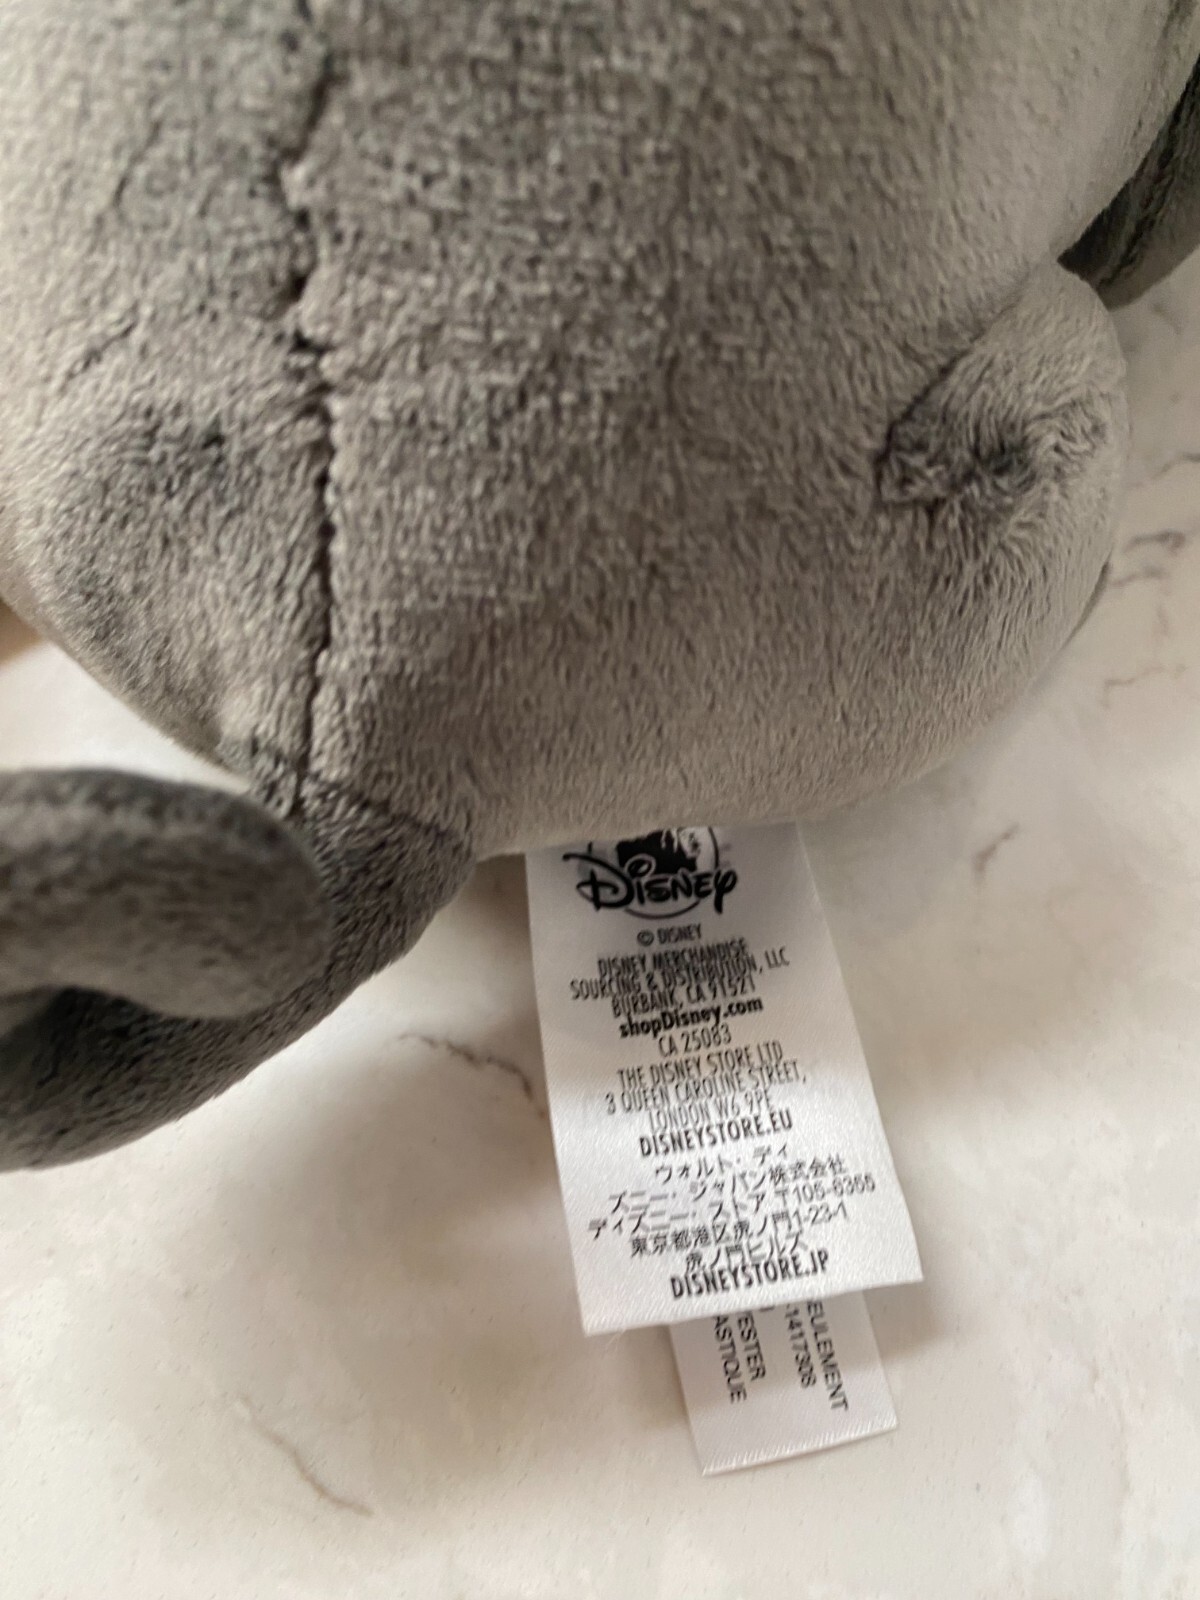 Disney
© DISNEY
DISNEY MERCHANDISE
SOURCING & DISTRIBUTION, LLC
BURBANK, CA 91521
shopDisney.com
CA 25083
THE DISNEY STORE LTD
3 QUEEN CAROLINE STREET,
LONDON W6 9PE
DISNEYSTORE.EU
ウォルト・ディ
ズニー・ジャパン株式会社
ディズニー・ストア 〒105-6355
東京都港区虎ノ門1-23-1
虎ノ門ヒルズ
DISNEYSTORE.JP
EULEMENT
-1417308
YESTER
ASTIQUE